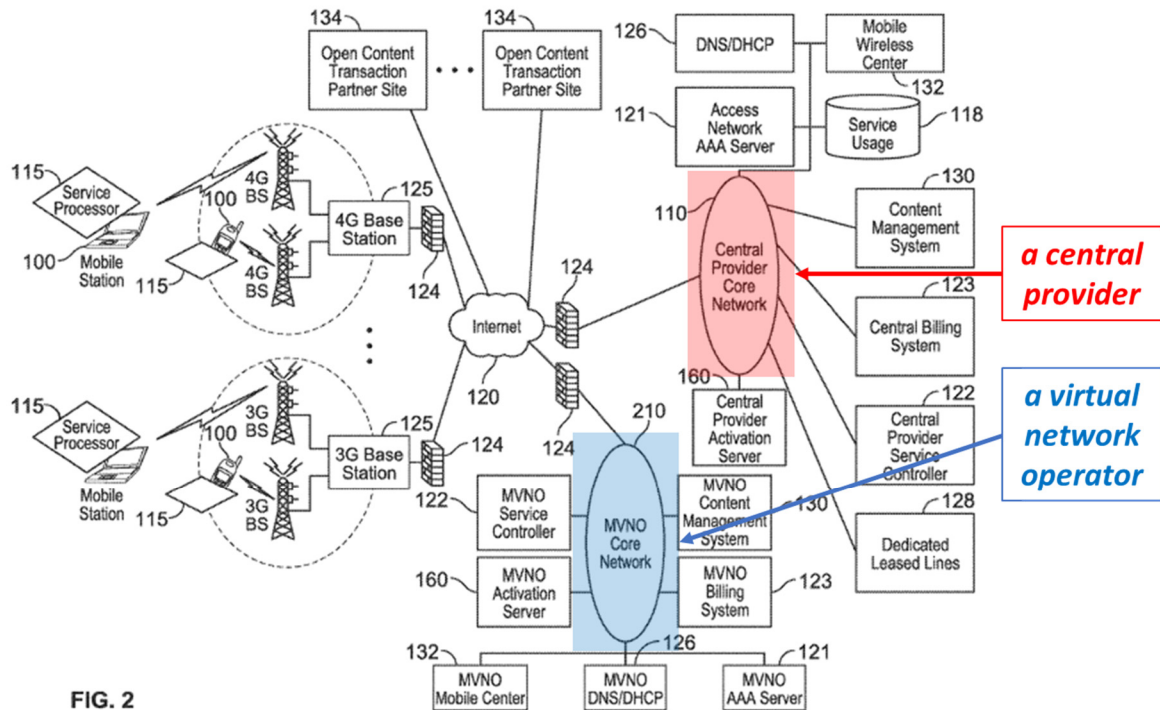 134
134
Open Content
Transaction
Partner Site
Open Content
Transaction
Partner Site
126
DNS/DHCP
Mobile
Wireless
Center
132
121
Access
Network
AAA Server
Service
Usage
118
115
Service
Processor
100
Mobile
Station
4G
BS
100
115
4G
BS
125
4G Base
Station
124
Internet
120
124
124
110
Central
Provider
Core
Network
130
Content
Management
System
a central
provider
123
Central Billing
System
160
Central
Provider
Activation
Server
122
Central
Provider
Service
Controller
a virtual
network
operator
128
Dedicated
Leased Lines
115
Service
Processor
Mobile
Station
3G
BS
100
115
3G
BS
125
3G Base
Station
124
210
122
MVNO
Service
Controller
MVNO
Core
Network
MVNO
Content
Management
System
130
160
MVNO
Activation
Server
MVNO
Billing
System
123
132
MVNO
Mobile Center
126
MVNO
DNS/DHCP
121
MVNO
AAA Server
FIG. 2